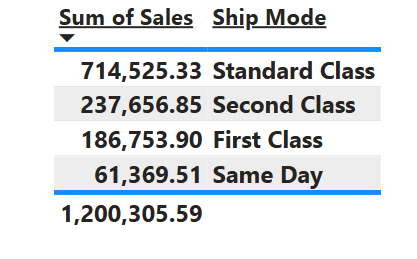 Sum of Sales Ship Mode
714,525.33 Standard Class
237,656.85 Second Class
186,753.90 First Class
61,369.51 Same Day
1,200,305.59